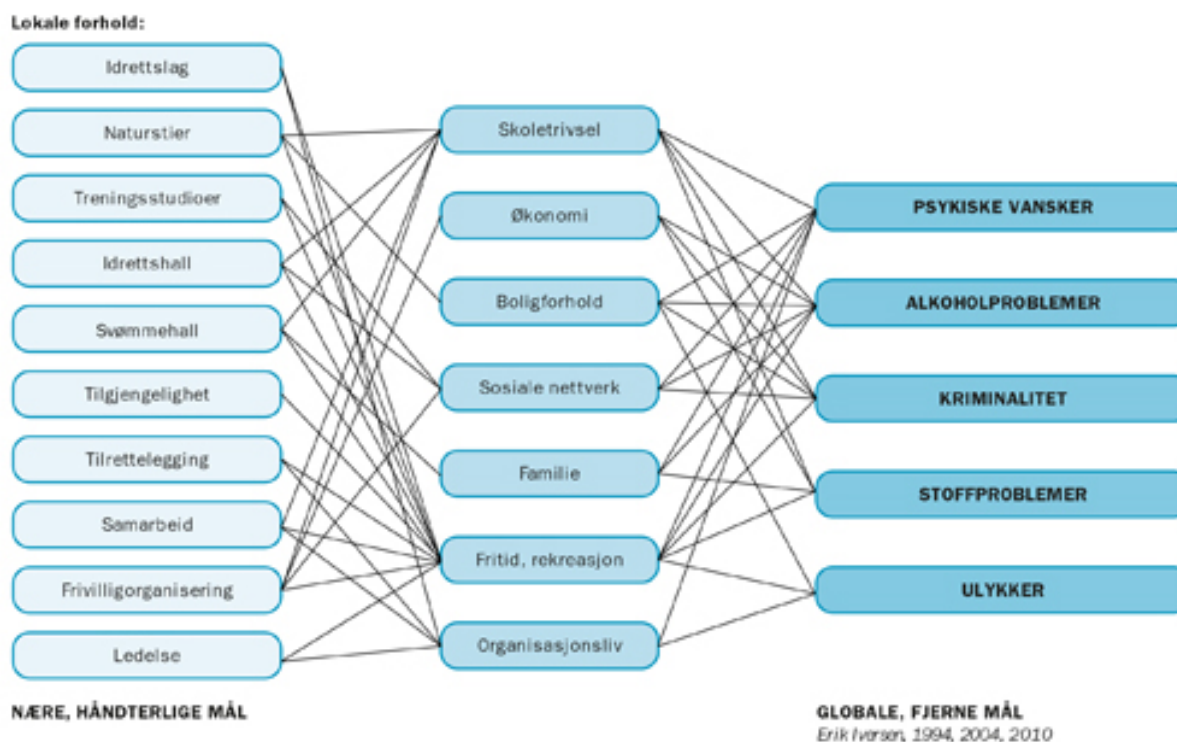 Lokale forhold:
Idrettslag
Naturstier
Treningsstudioer
Idrettshall
Svømmehall
Tilgjengelighet
Tilrettelegging
Samarbeid
Frivilligorganisering
Ledelse
NÆRE, HÅNDTERLIGE MÅL
Skoletrivsel
Økonomi
Boligforhold
Sosiale nettverk
Familie
Fritid, rekreasjon
Organisasjonsliv
PSYKISKE VANSKER
ALKOHOLPROBLEMER
KRIMINALITET
STOFFPROBLEMER
ULYKKER
GLOBALE, FJERNE MÅL
Erik Iversen, 1994, 2004, 2010